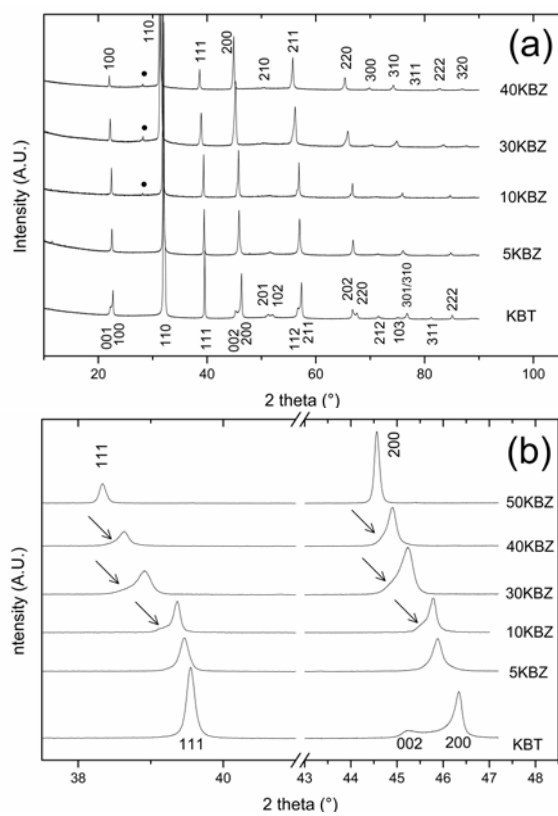 (a)
Intensity (A.U.)
100
110
111
200
210
211
220
300
310
311
222
320
40KBZ
30KBZ
10KBZ
5KBZ
KBT
001
100
110
111
002
200
201
102
112
211
202
220
212
103
301/310
311
222
20 40 60 80 100
2 theta (°)
(b)
ntensity (A.U.)
111
200
50KBZ
40KBZ
30KBZ
10KBZ
5KBZ
KBT
111
002
200
38 40 43 44 45 46 47 48
2 theta (°)